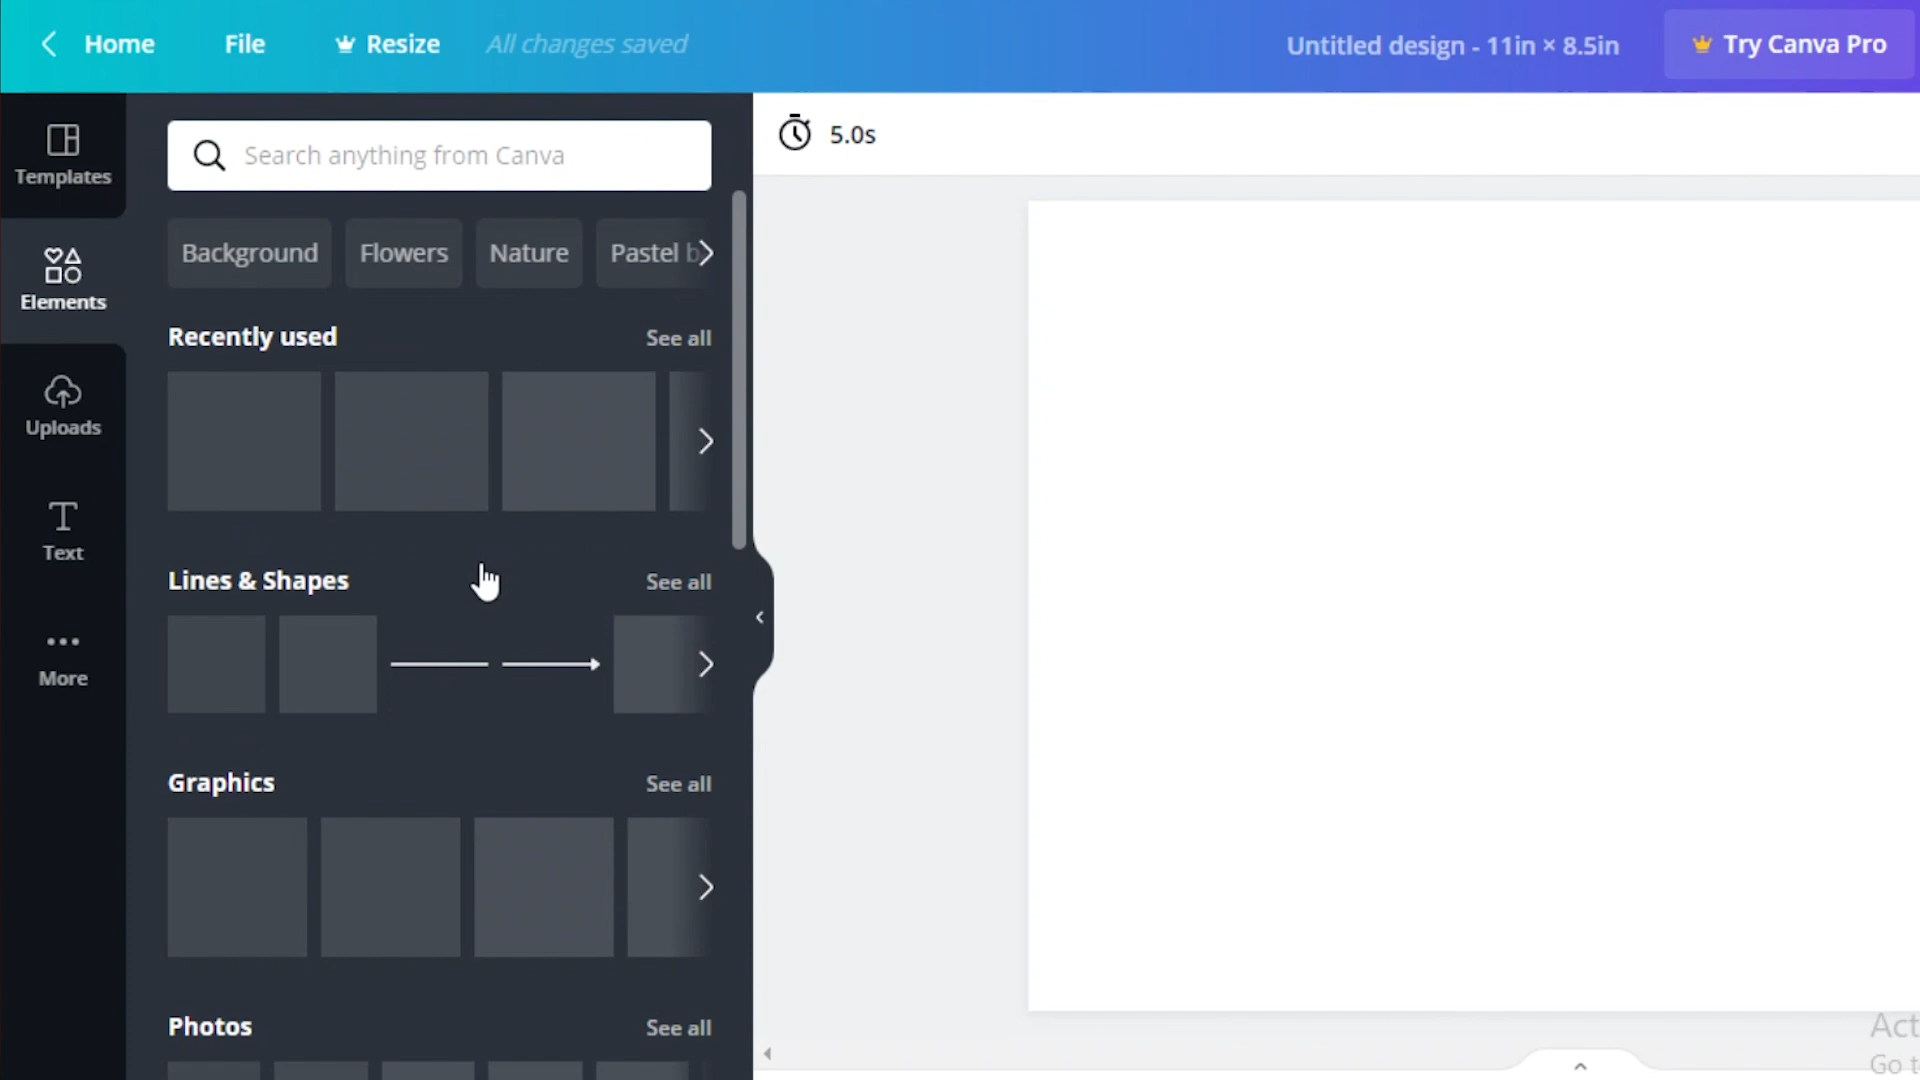 Home File Resize All changes saved Untitled design - 11in × 8.5in Try Canva Pro
Templates
Elements
Uploads
Text
More
Search anything from Canva
Background Flowers Nature Pastel
Recently used See all
Lines & Shapes See all
Graphics See all
Photos See all
5.0s
Go